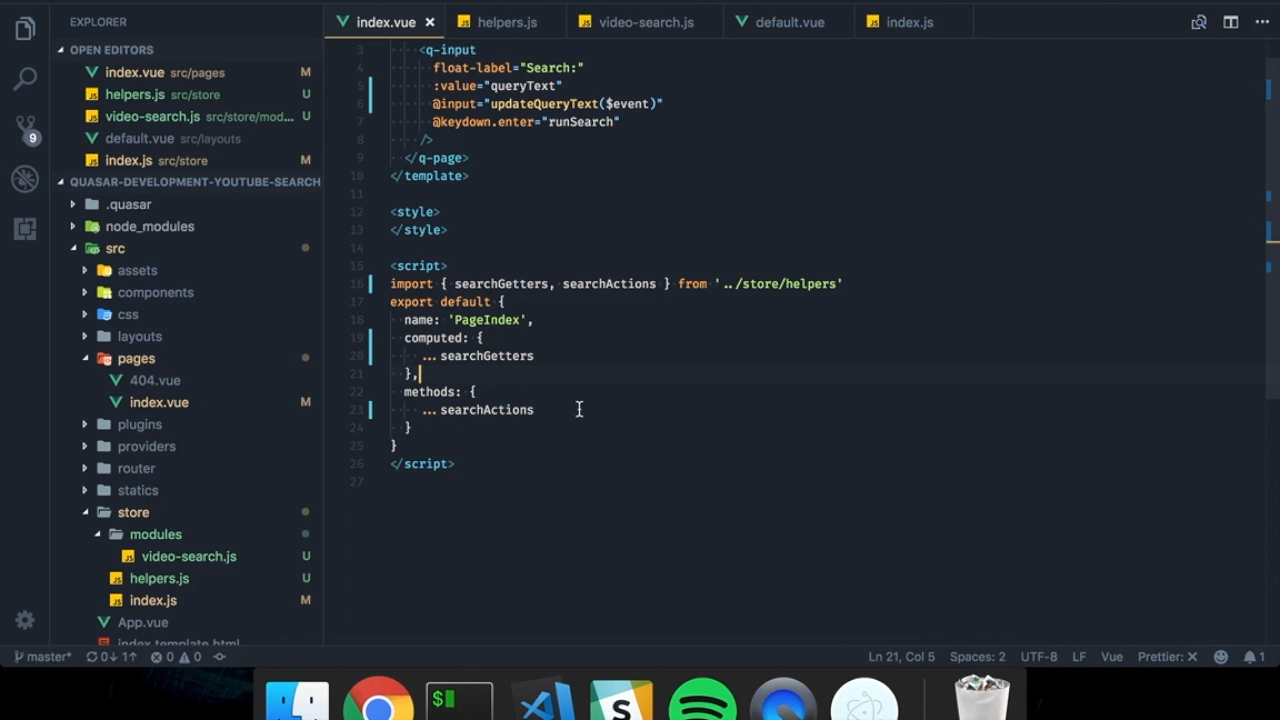 EXPLORER
OPEN EDITORS
index.vue src/pages M
helpers.js src/store U
video-search.js src/store/mod... U
default.vue src/layouts
index.js src/store M
9
QUASAR-DEVELOPMENT-YOUTUBE-SEARCH
.quasar
node_modules
src
assets
components
css
layouts
pages
404.vue
index.vue M
plugins
providers
router
statics
store
modules
video-search.js U
helpers.js U
index.js M
App.vue
index.template.html
index.vue × helpers.js video-search.js default.vue index.js
3 <q-input
4 float-label="Search:"
5 :value="queryText"
6 @input="updateQueryText($event)"
7 @keydown.enter="runSearch"
8 />
9 </q-page>
10 </template>
11
12 <style>
13 </style>
14
15 <script>
16 import { searchGetters, searchActions } from '../store/helpers'
17 export default {
18 name: 'PageIndex',
19 computed: {
20 ...searchGetters
21 },
22 methods: {
23 ...searchActions
24 }
25 }
26 </script>
27
master* 0↓ 1↑ 0 0 Ln 21, Col 5 Spaces: 2 UTF-8 LF Vue Prettier: × 1
$ S